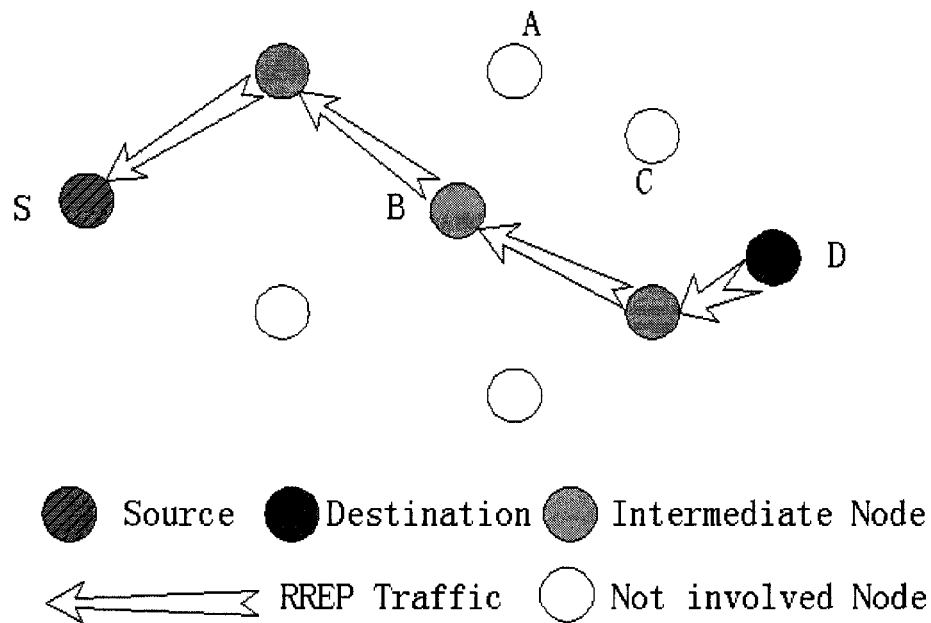 A
C
S
B
D
Source
Destination
Intermediate Node
RREP Traffic
Not involved Node